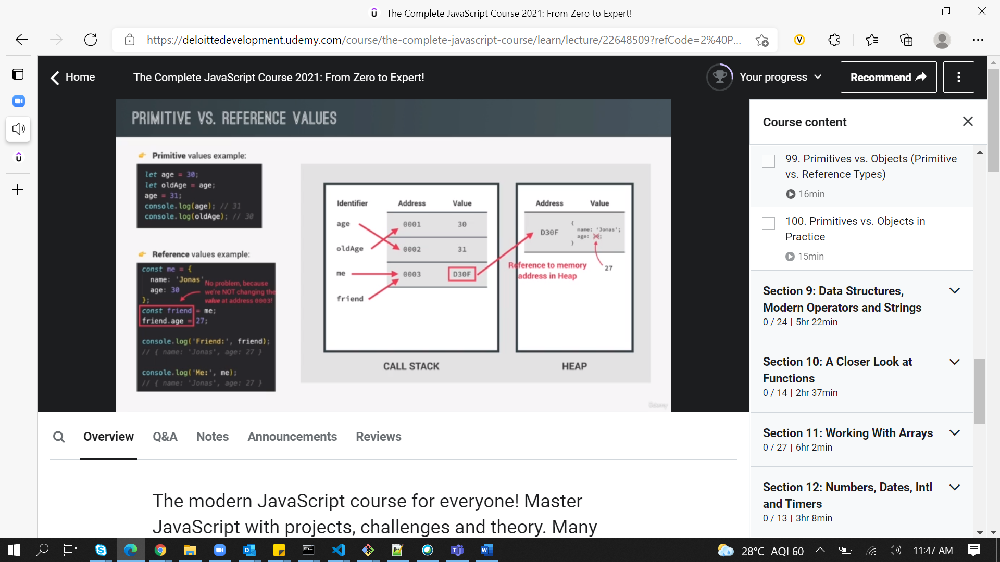 The Complete JavaScript Course 2021: From Zero to Expert!
https://deloittedevelopment.udemy.com/course/the-complete-javascript-course/learn/lecture/22648509?refCode=2%40P...
Home
The Complete JavaScript Course 2021: From Zero to Expert!
Your progress
Recommend
PRIMITIVE VS. REFERENCE VALUES
Primitive values example:
let age = 30;
let oldAge = age;
age = 31;
console.log(age); // 31
console.log(oldAge); // 30
Reference values example:
const me = {
name: 'Jonas'
age: 30
};
const friend = me;
friend.age = 27;
console.log('Friend:', friend);
// { name: 'Jonas', age: 27 }
console.log('Me:', me);
// { name: 'Jonas', age: 27 }
No problem, because
we're NOT changing the
value at address 0003!
Identifier Address Value
age 0001 30
oldAge 0002 31
me 0003 D30F
friend
CALL STACK
Address Value
D30F
{
name: 'Jonas';
age: 30;
}
27
Reference to memory
address in Heap
HEAP
Udemy
Course content
99. Primitives vs. Objects (Primitive
vs. Reference Types)
16min
100. Primitives vs. Objects in
Practice
15min
Section 9: Data Structures,
Modern Operators and Strings
0 / 24 | 5hr 22min
Section 10: A Closer Look at
Functions
0 / 14 | 2hr 37min
Section 11: Working With Arrays
0 / 27 | 6hr 2min
Section 12: Numbers, Dates, Intl
and Timers
0 / 13 | 3hr 8min
Overview Q&A Notes Announcements Reviews
The modern JavaScript course for everyone! Master
JavaScript with projects, challenges and theory. Many
28°C AQI 60
11:47 AM